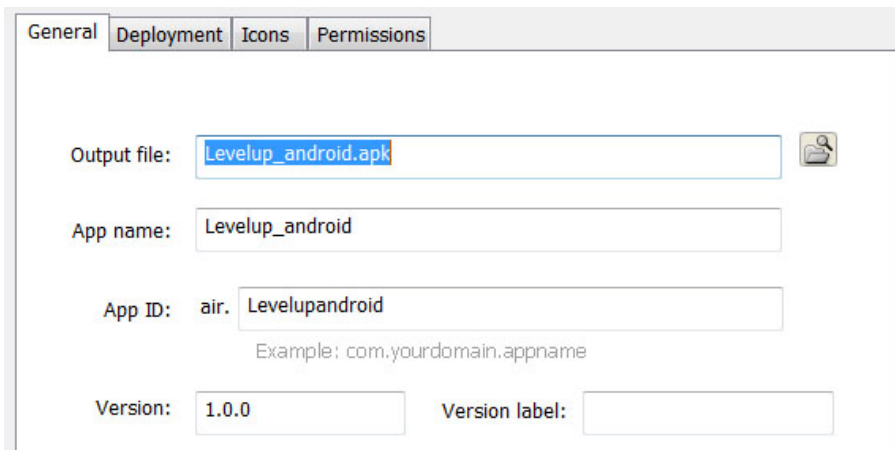 General Deployment Icons Permissions
Output file: Levelup_android.apk
App name: Levelup_android
App ID: air. Levelupandroid
Example: com.yourdomain.appname
Version: 1.0.0 Version label: